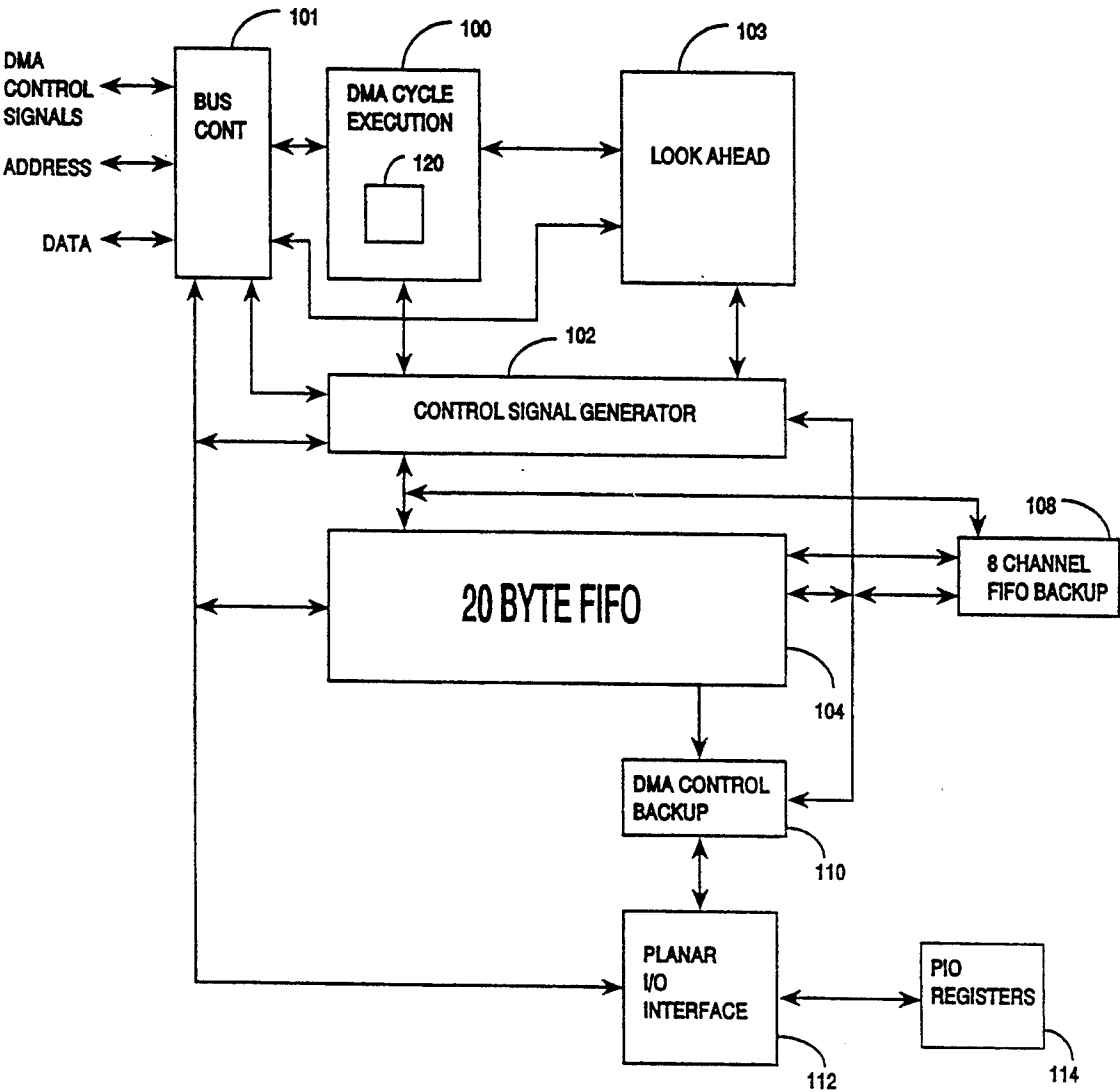 101
100
103
DMA
CONTROL
SIGNALS
ADDRESS
DATA
BUS
CONT
DMA CYCLE
EXECUTION
120
LOOK AHEAD
102
CONTROL SIGNAL GENERATOR
108
8 CHANNEL
FIFO BACKUP
20 BYTE FIFO
104
DMA CONTROL
BACKUP
110
PLANAR
I/O
INTERFACE
112
PIO
REGISTERS
114